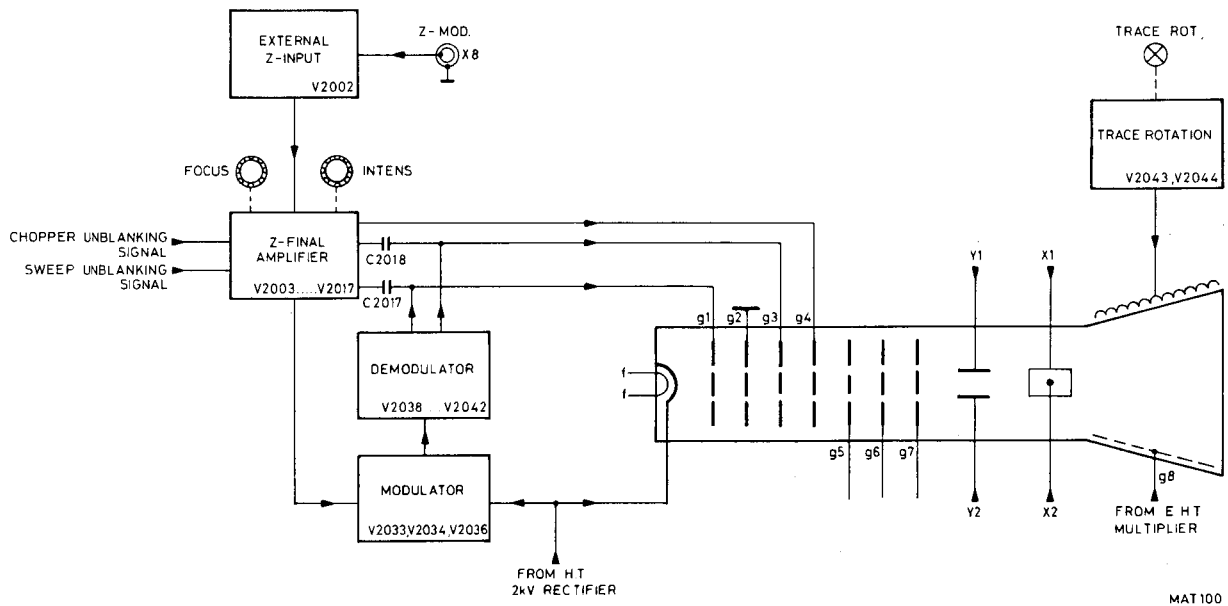 Z-MOD.
X8
EXTERNAL
Z-INPUT
V2002
TRACE ROT.
TRACE ROTATION
V2043,V2044
FOCUS
INTENS
CHOPPER UNBLANKING
SIGNAL
SWEEP UNBLANKING
SIGNAL
Z-FINAL
AMPLIFIER
V2003.....V2017
C2018
C2017
Y1
X1
g1
g2
g3
g4
f
f
DEMODULATOR
V2038...V2042
g5
g6
g7
g8
MODULATOR
V2033,V2034,V2036
Y2
X2
FROM E H T
MULTIPLIER
FROM H.T
2kV RECTIFIER
MAT100